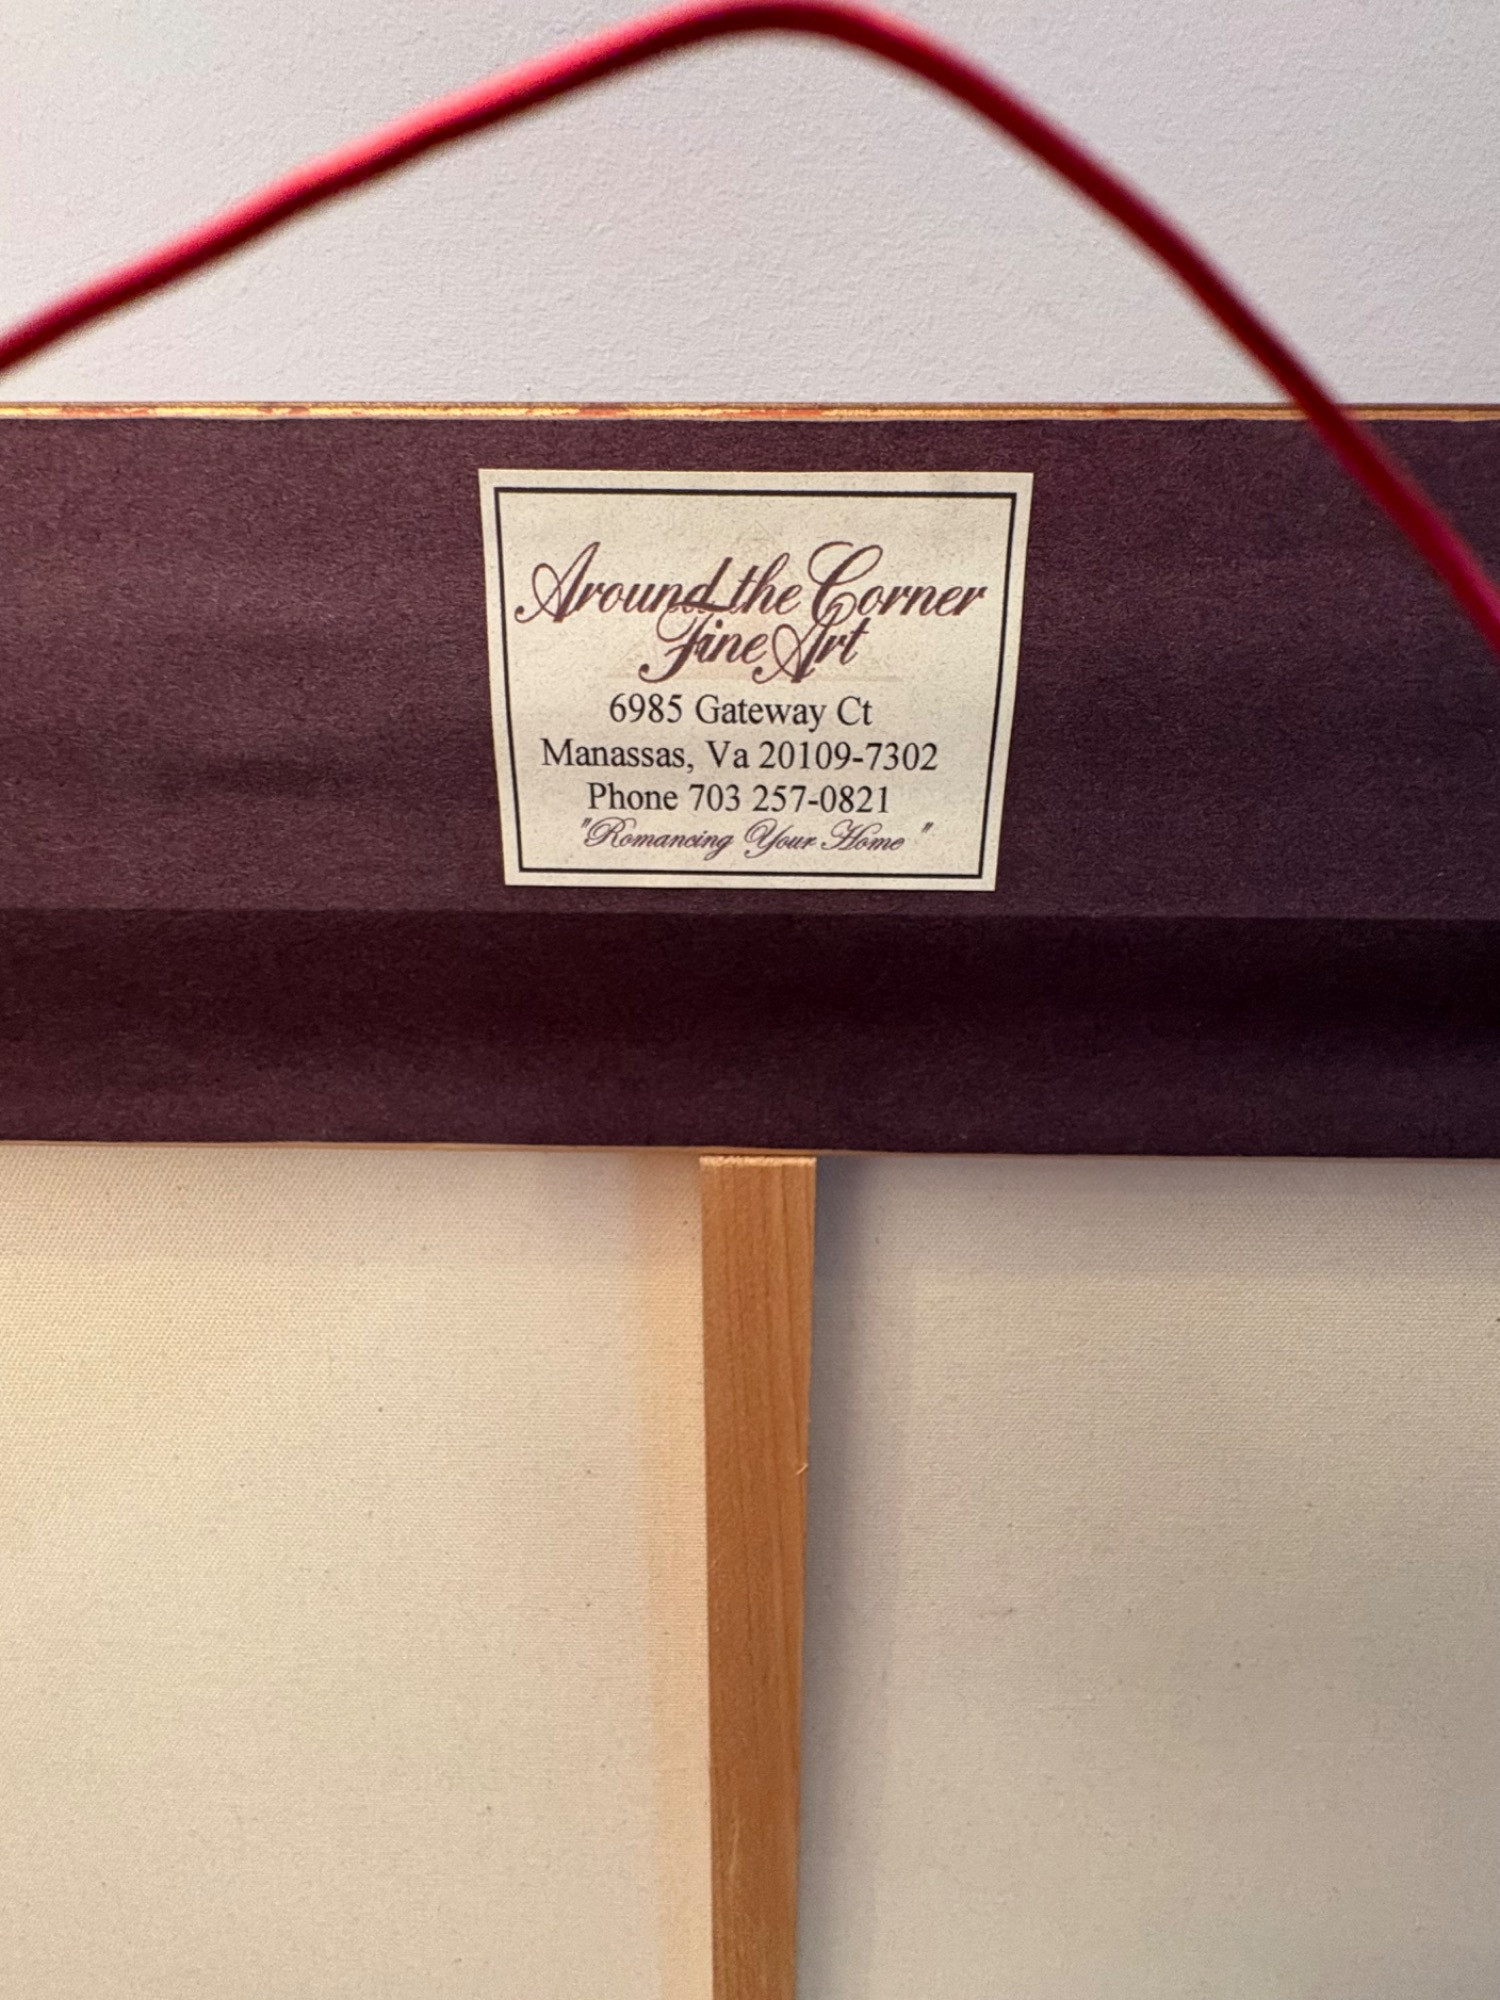 Around the Corner
Fine Art
6985 Gateway Ct
Manassas, Va 20109-7302
Phone 703 257-0821
"Romancing Your Home "